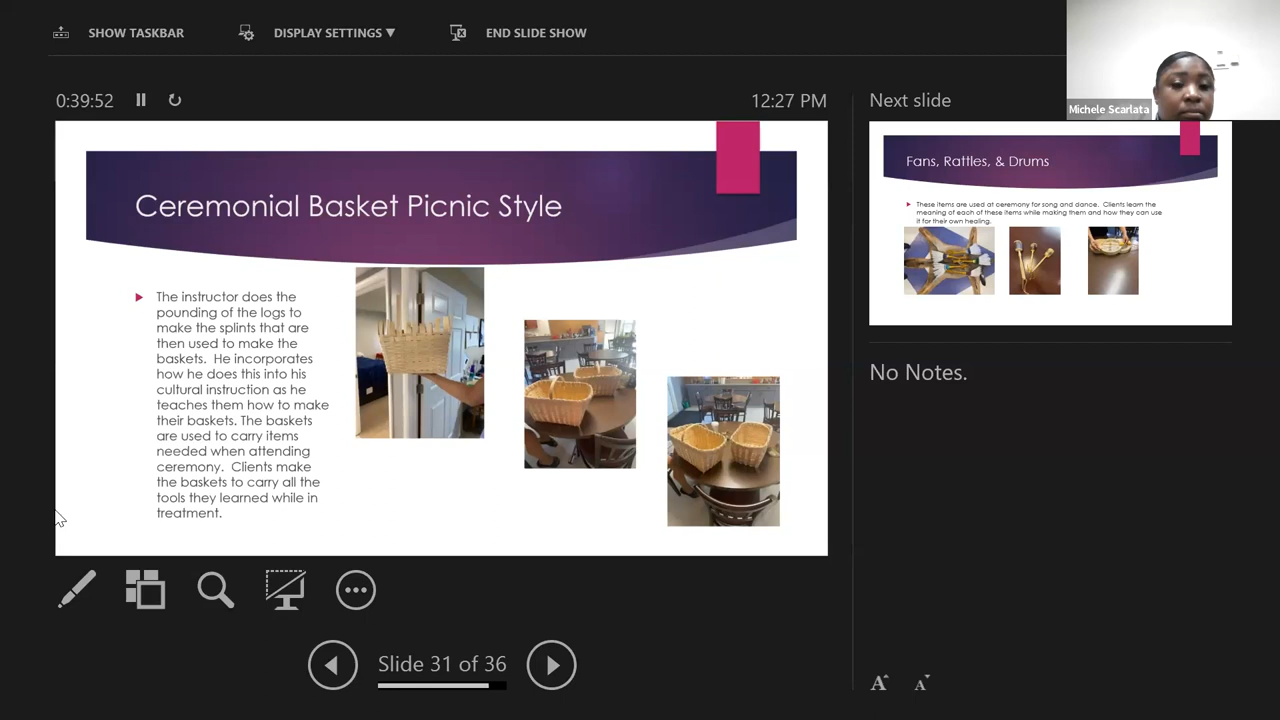 SHOW TASKBAR
DISPLAY SETTINGS ▼
END SLIDE SHOW
Michele Scarlata
0:39:52
12:27 PM
Ceremonial Basket Picnic Style
The instructor does the
pounding of the logs to
make the splints that are
then used to make the
baskets. He incorporates
how he does this into his
cultural instruction as he
teaches them how to make
their baskets. The baskets
are used to carry items
needed when attending
ceremony. Clients make
the baskets to carry all the
tools they learned while in
treatment.
Slide 31 of 36
Next slide
Fans, Rattles, & Drums
These items are used at ceremony for song and dance. Clients learn the
meaning of each of these items while making them and how they can use
it for their own healing.
No Notes.
A A